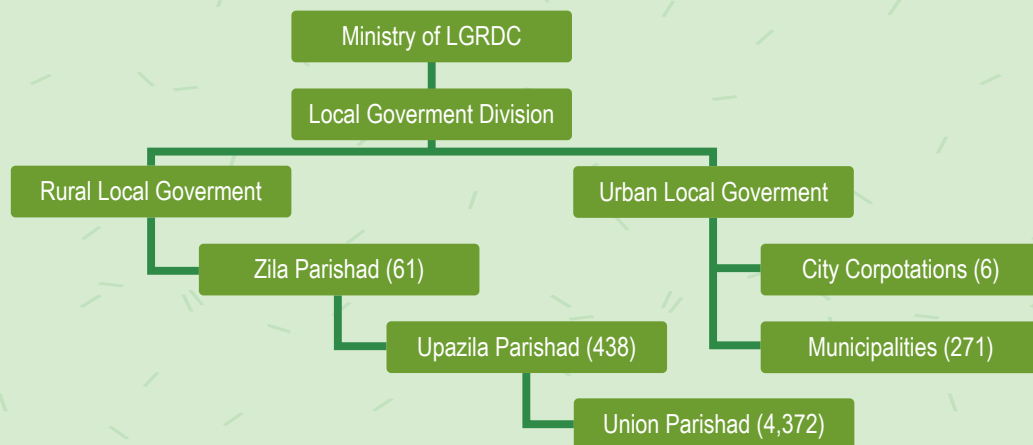 Ministry of LGRDC
Local Goverment Division
Rural Local Goverment
Urban Local Goverment
Zila Parishad (61)
City Corpotations (6)
Upazila Parishad (438)
Municipalities (271)
Union Parishad (4,372)